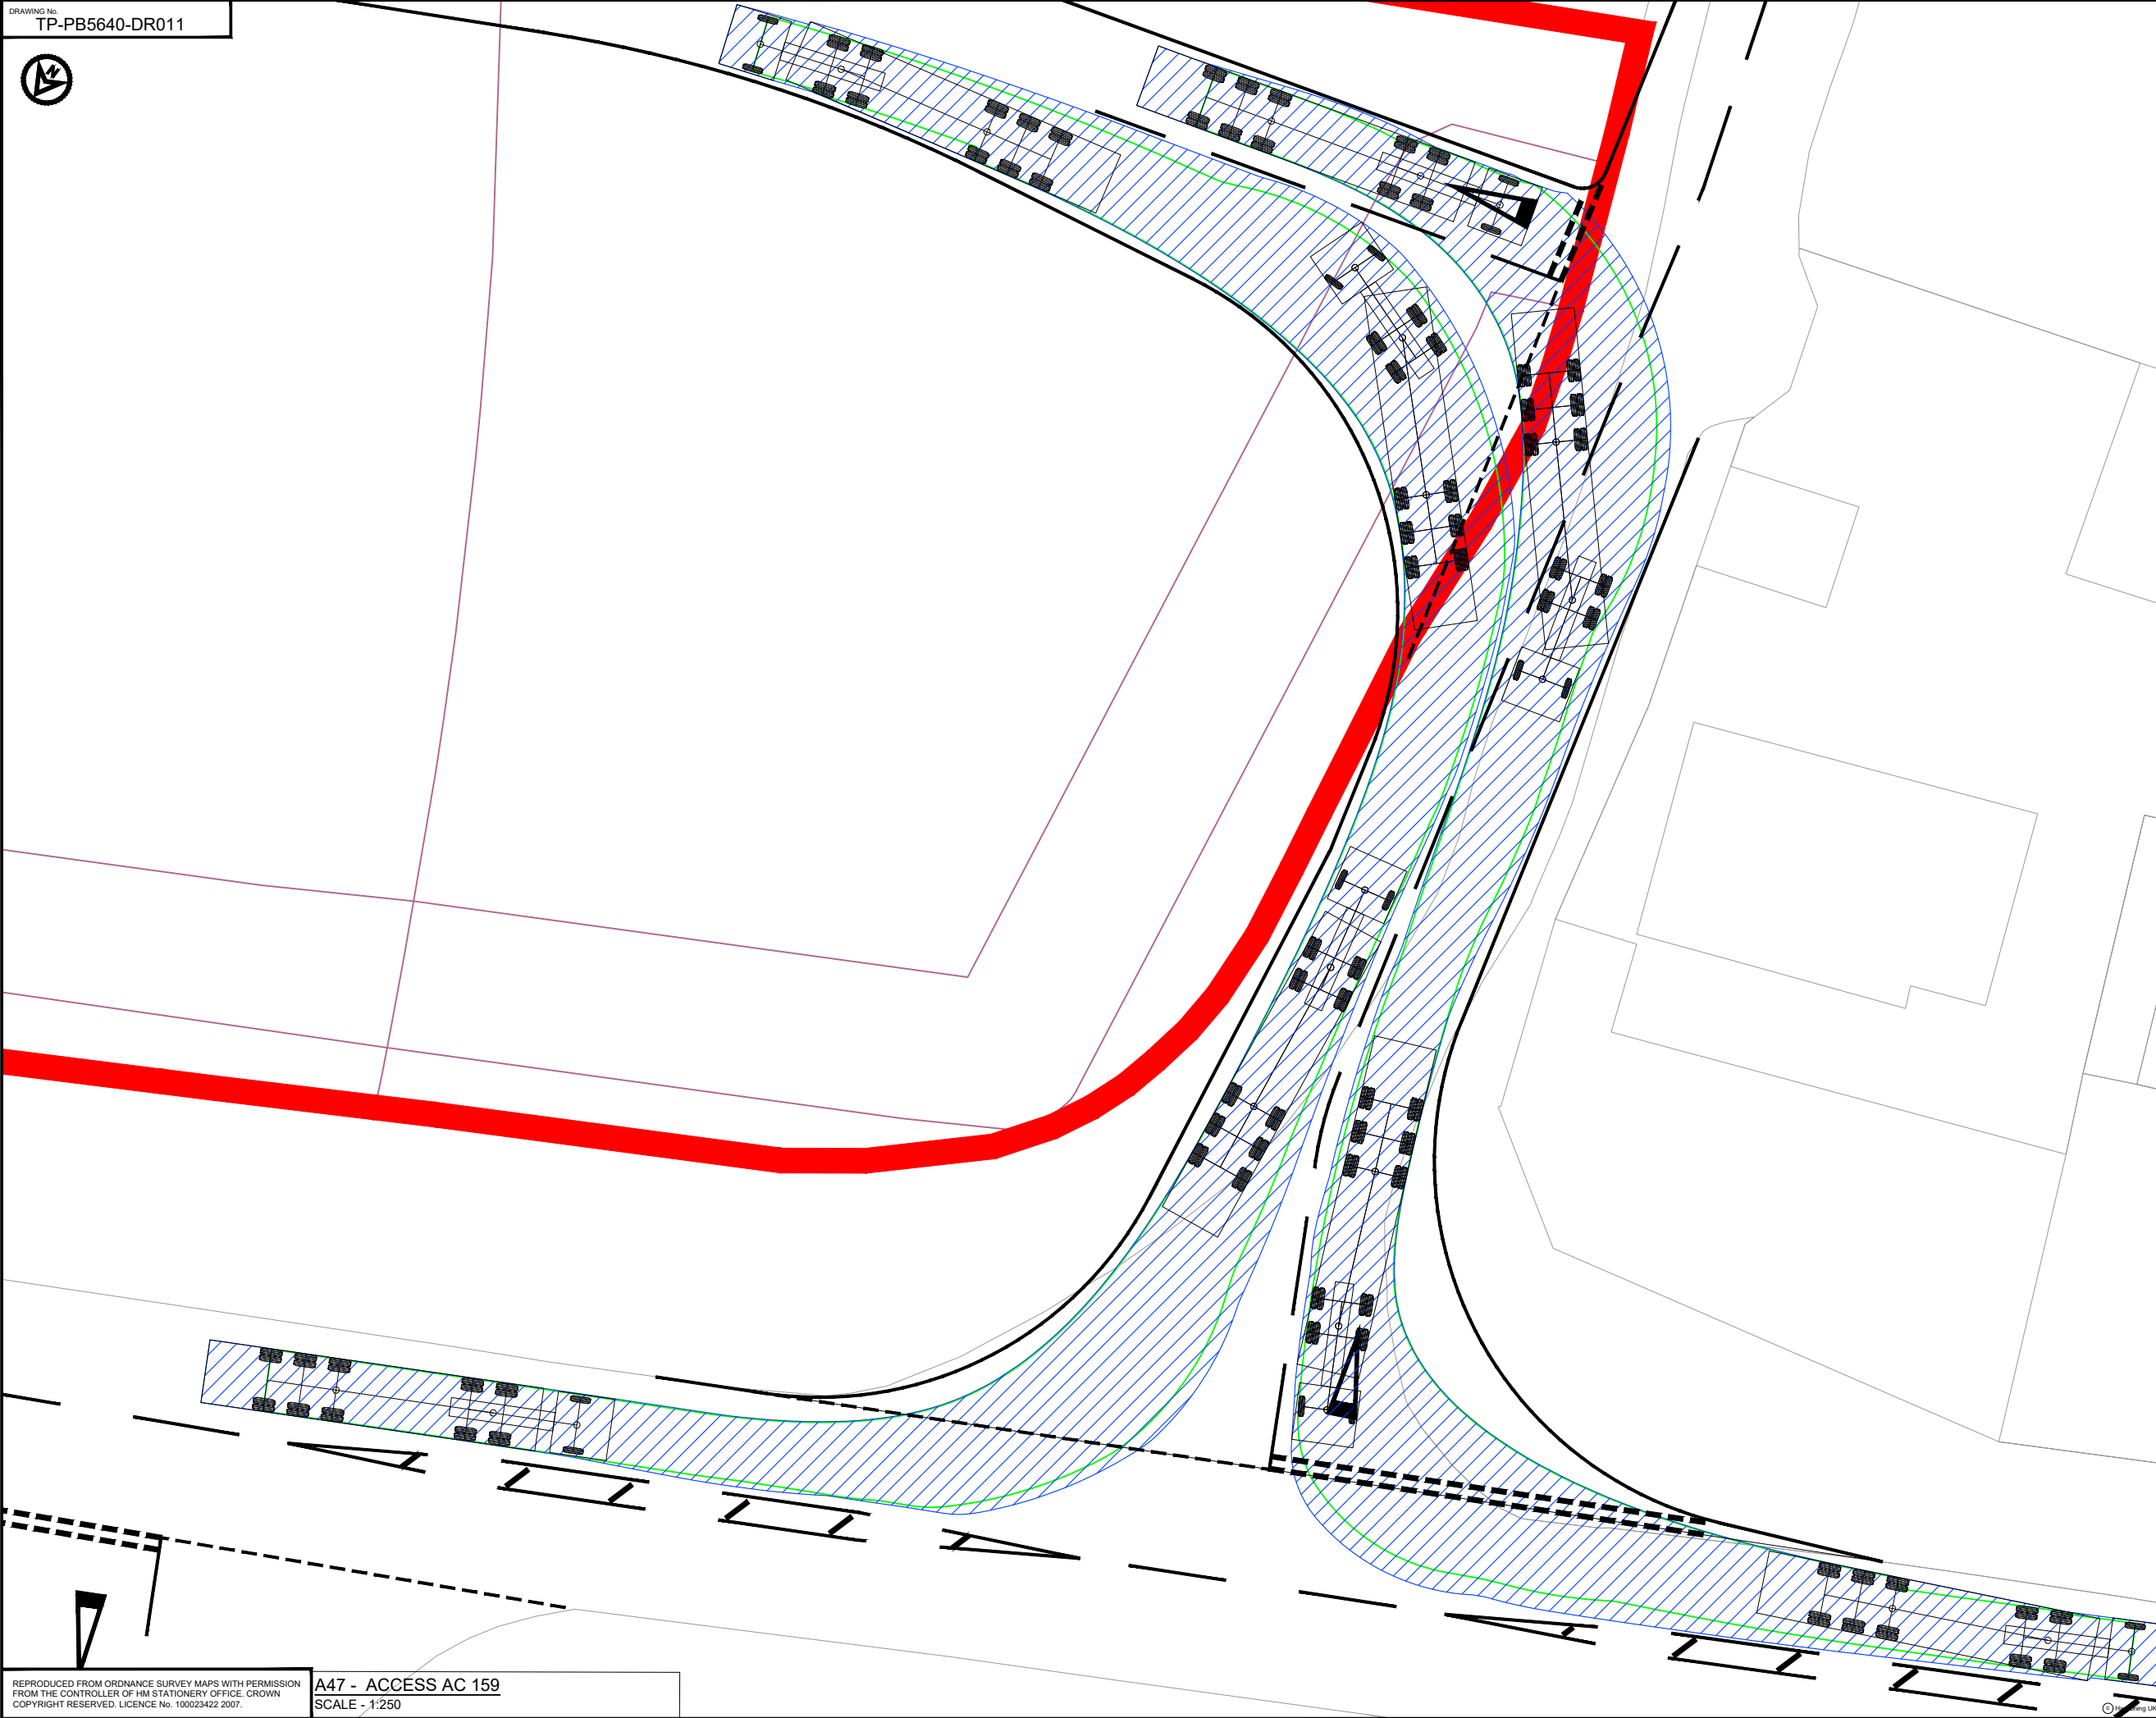 DRAWING No.
TP-PB5640-DR011
N
REPRODUCED FROM ORDNANCE SURVEY MAPS WITH PERMISSION
FROM THE CONTROLLER OF HM STATIONERY OFFICE. CROWN
COPYRIGHT RESERVED. LICENCE No. 100023422 2007.
A47 - ACCESS AC 159
SCALE - 1:250
© UK